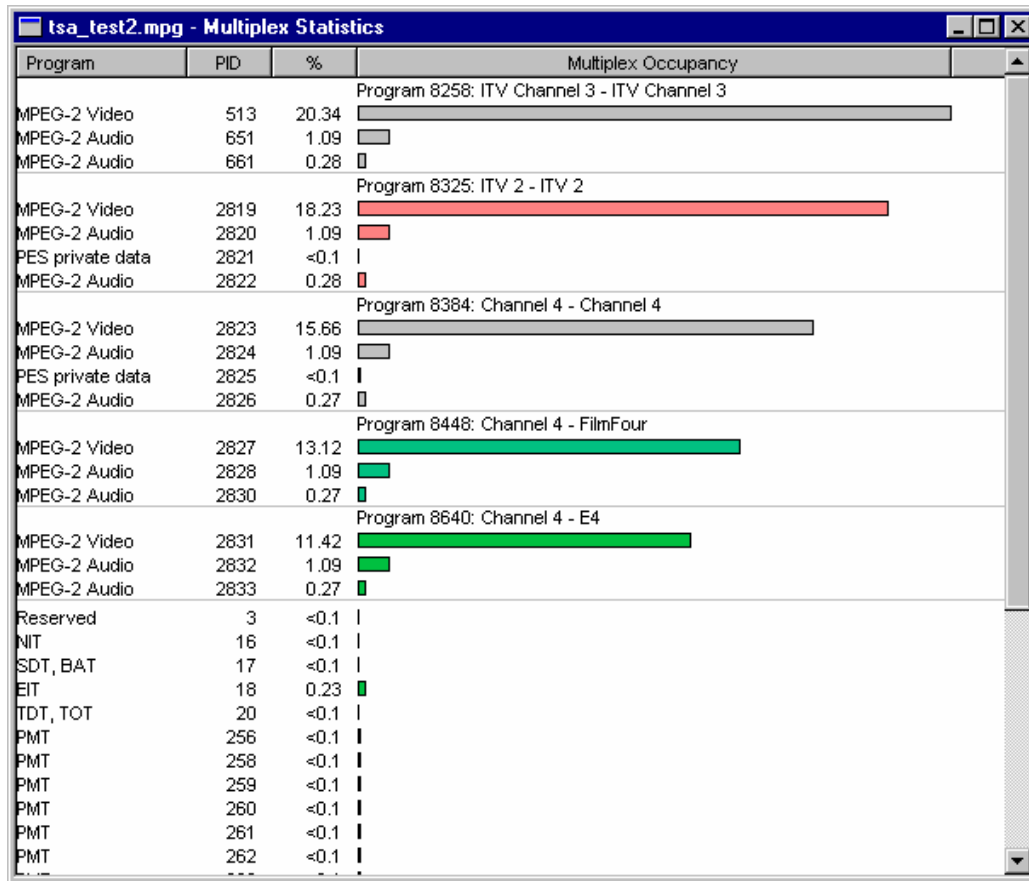 tsa_test2.mpg - Multiplex Statistics
Program PID % Multiplex Occupancy
Program 8258: ITV Channel 3 - ITV Channel 3
MPEG-2 Video 513 20.34
MPEG-2 Audio 651 1.09
MPEG-2 Audio 661 0.28
Program 8325: ITV 2 - ITV 2
MPEG-2 Video 2819 18.23
MPEG-2 Audio 2820 1.09
PES private data 2821 <0.1
MPEG-2 Audio 2822 0.28
Program 8384: Channel 4 - Channel 4
MPEG-2 Video 2823 15.66
MPEG-2 Audio 2824 1.09
PES private data 2825 <0.1
MPEG-2 Audio 2826 0.27
Program 8448: Channel 4 - FilmFour
MPEG-2 Video 2827 13.12
MPEG-2 Audio 2828 1.09
MPEG-2 Audio 2830 0.27
Program 8640: Channel 4 - E4
MPEG-2 Video 2831 11.42
MPEG-2 Audio 2832 1.09
MPEG-2 Audio 2833 0.27
Reserved 3 <0.1
NIT 16 <0.1
SDT, BAT 17 <0.1
EIT 18 0.23
TDT, TOT 20 <0.1
PMT 256 <0.1
PMT 258 <0.1
PMT 259 <0.1
PMT 260 <0.1
PMT 261 <0.1
PMT 262 <0.1